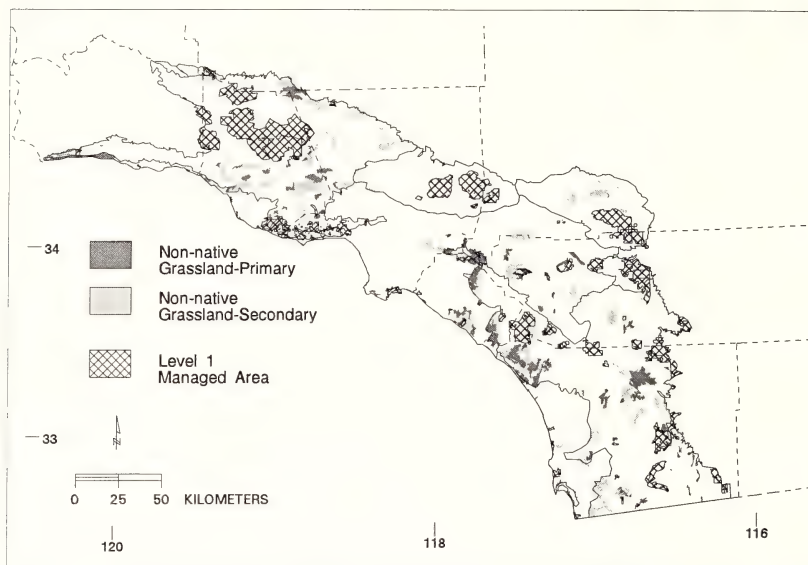 34
Non-native
Grassland-Primary
Non-native
Grassland-Secondary
Level 1
Managed Area
33
N
0 25 50 KILOMETERS
120
118
116